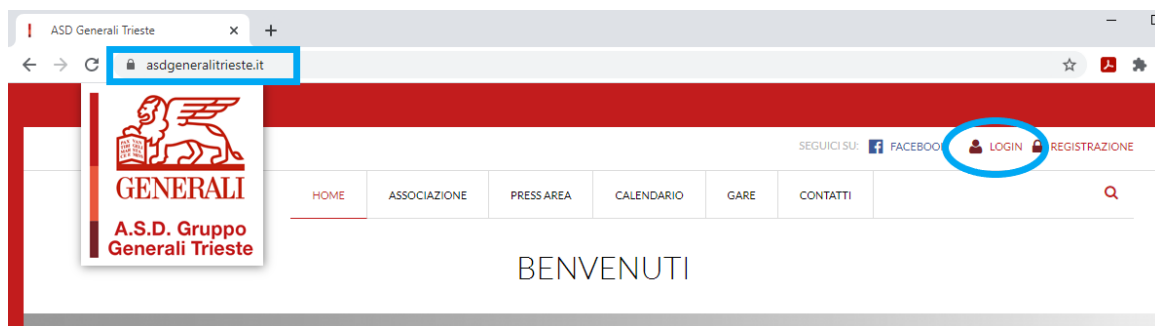 ASD Generali Trieste
asdgeneralitrieste.it
SEGUICI SU: FACEBOO LOGIN REGISTRAZIONE
GENERALI
A.S.D. Gruppo
Generali Trieste
HOME ASSOCIAZIONE PRESS AREA CALENDARIO GARE CONTATTI
BENVENUTI